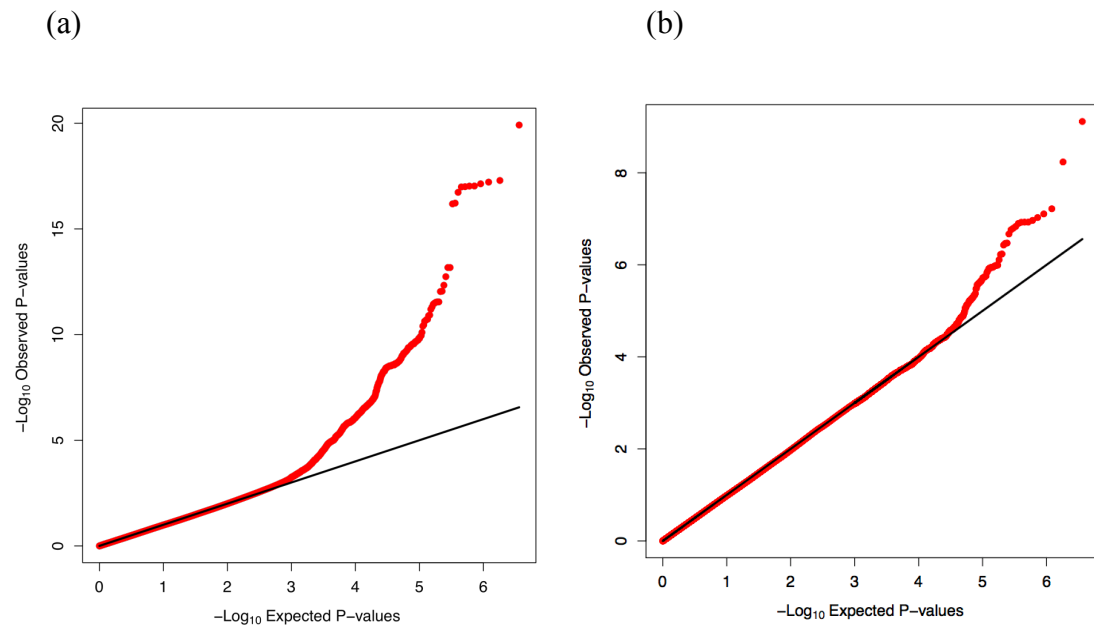 (a)
(b)
20
15
10
5
0
−Log10 Observed P−values
0 1 2 3 4 5 6
−Log10 Expected P−values
8
6
4
2
0
−Log10 Observed P−values
0 1 2 3 4 5 6
−Log10 Expected P−values